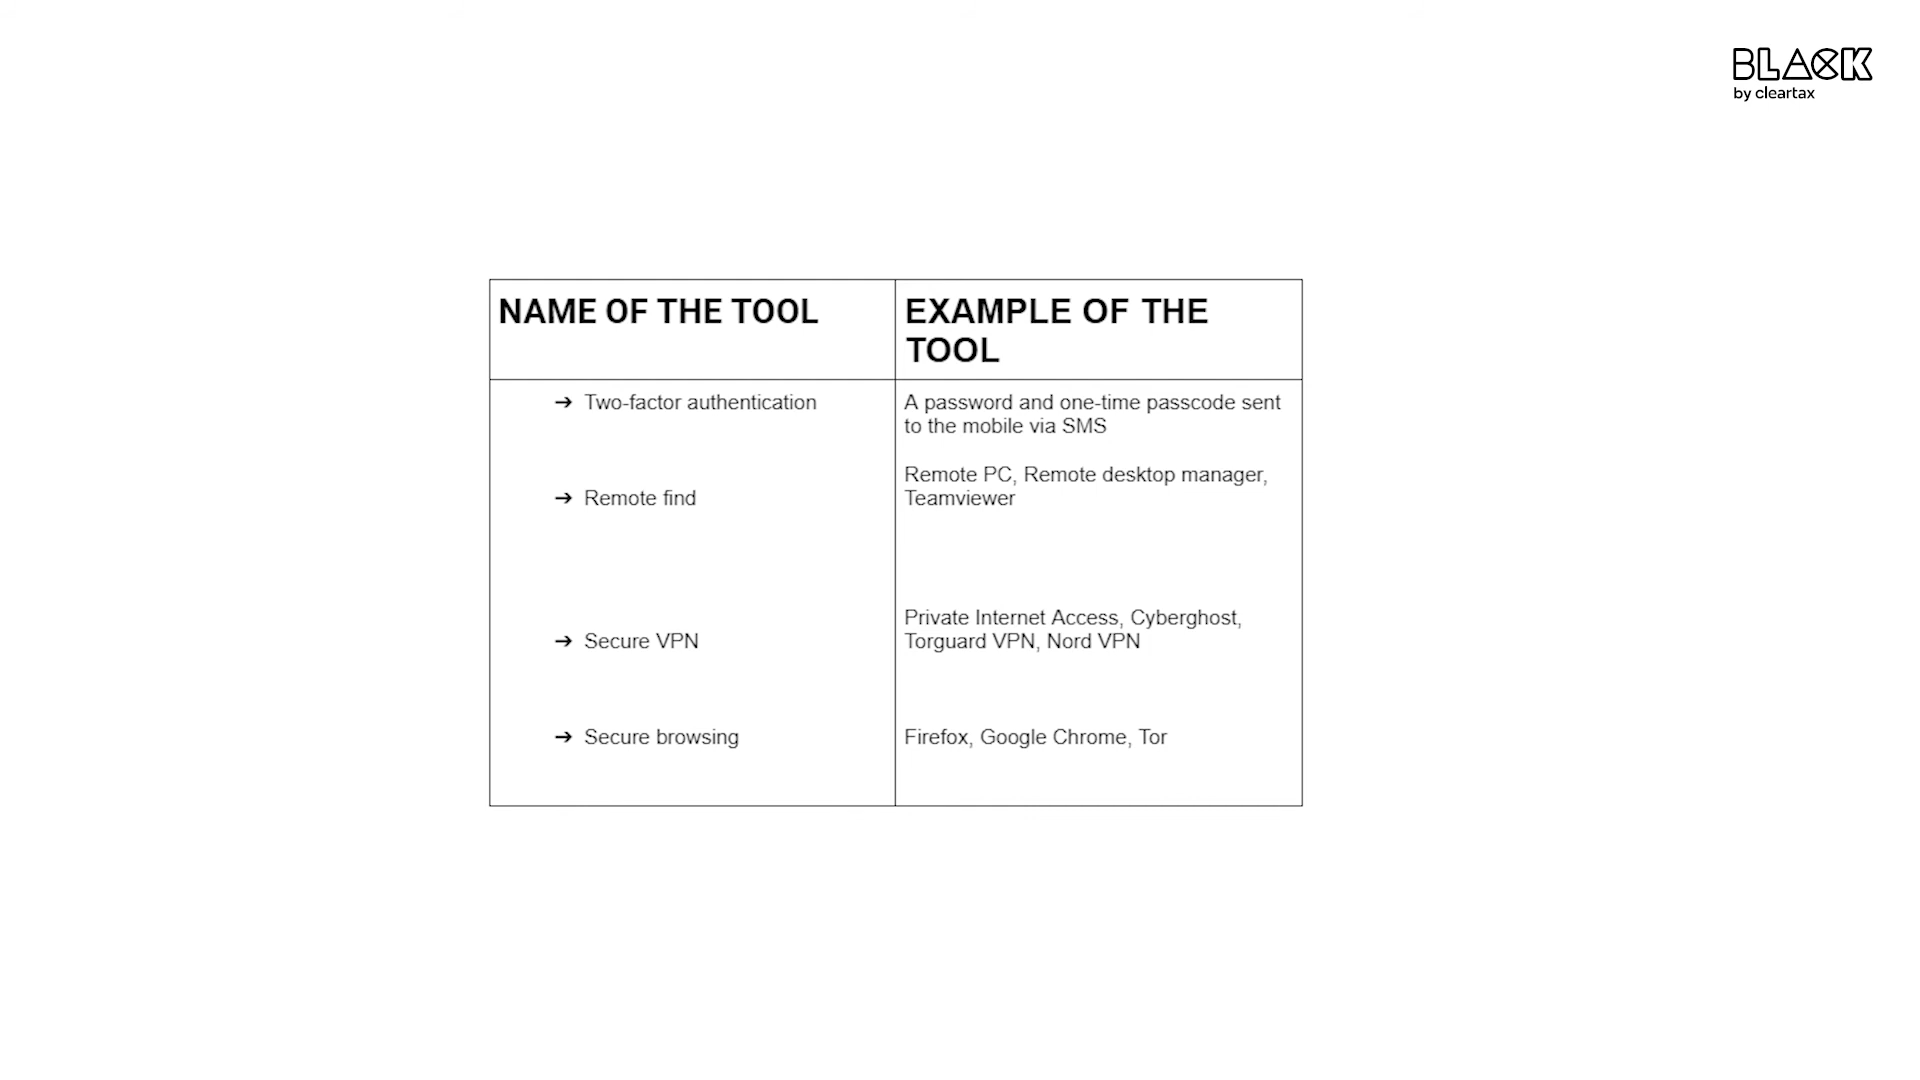 BLACK
by cleartax
NAME OF THE TOOL
EXAMPLE OF THE
TOOL
➔ Two-factor authentication
A password and one-time passcode sent
to the mobile via SMS
➔ Remote find
Remote PC, Remote desktop manager,
Teamviewer
➔ Secure VPN
Private Internet Access, Cyberghost,
Torguard VPN, Nord VPN
➔ Secure browsing
Firefox, Google Chrome, Tor